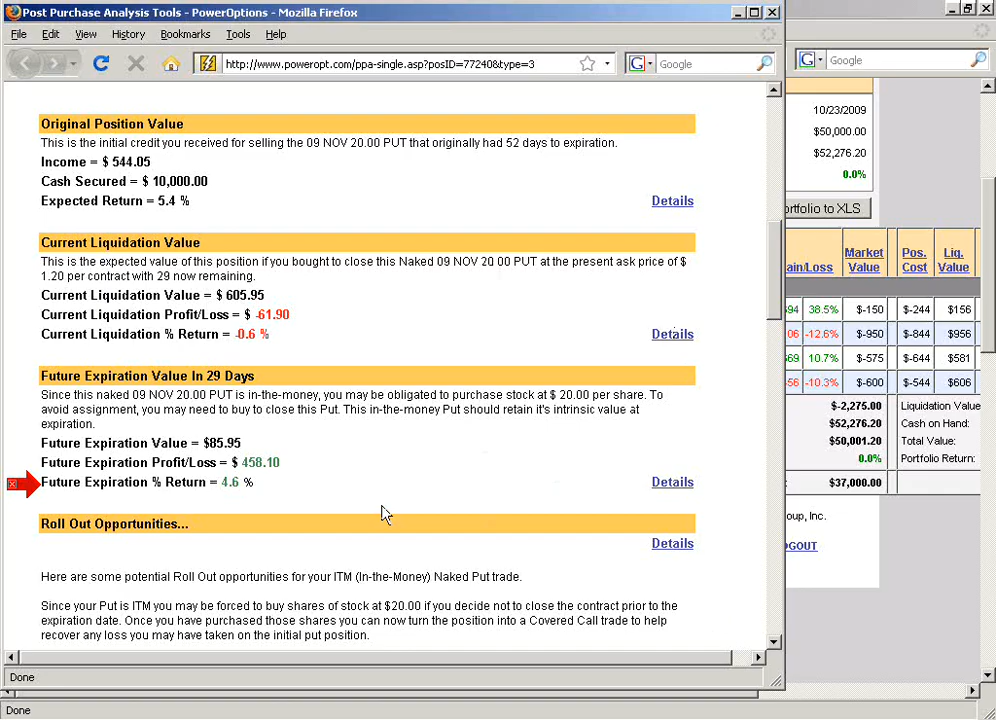 Post Purchase Analysis Tools - PowerOptions - Mozilla Firefox
File Edit View History Bookmarks Tools Help
http://www.poweropt.com/ppa-single.asp?posID=77240&type=3
G Google
G Google
Original Position Value
This is the initial credit you received for selling the 09 NOV 20.00 PUT that originally had 52 days to expiration.
Income = $ 544.05
Cash Secured = $ 10,000.00
Expected Return = 5.4 %
Details
Current Liquidation Value
This is the expected value of this position if you bought to close this Naked 09 NOV 20 00 PUT at the present ask price of $
1.20 per contract with 29 now remaining.
Current Liquidation Value = $ 605.95
Current Liquidation Profit/Loss = $ -61.90
Current Liquidation % Return = -0.6 %
Details
Future Expiration Value In 29 Days
Since this naked 09 NOV 20.00 PUT is in-the-money, you may be obligated to purchase stock at $ 20.00 per share. To
avoid assignment, you may need to buy to close this Put. This in-the-money Put should retain it's intrinsic value at
expiration.
Future Expiration Value = $85.95
Future Expiration Profit/Loss = $ 458.10
Future Expiration % Return = 4.6 %
Details
Roll Out Opportunities...
Details
Here are some potential Roll Out opportunities for your ITM (In-the-Money) Naked Put trade.
Since your Put is ITM you may be forced to buy shares of stock at $20.00 if you decide not to close the contract prior to the
expiration date. Once you have purchased those shares you can now turn the position into a Covered Call trade to help
recover any loss you may have taken on the initial put position.
Done
Done
10/23/2009
$50,000.00
$52,276.20
0.0%
rtfolio to XLS
ain/Loss Market Value Pos. Cost Liq. Value
694 38.5% $-150 $-244 $156
06 -12.6% $-950 $-844 $956
69 10.7% $-575 $-644 $581
56 -10.3% $-600 $-544 $606
$-2,275.00 Liquidation Value
$52,276.20 Cash on Hand:
$50,001.20 Total Value:
0.0% Portfolio Return:
: $37,000.00
oup, Inc.
OGOUT